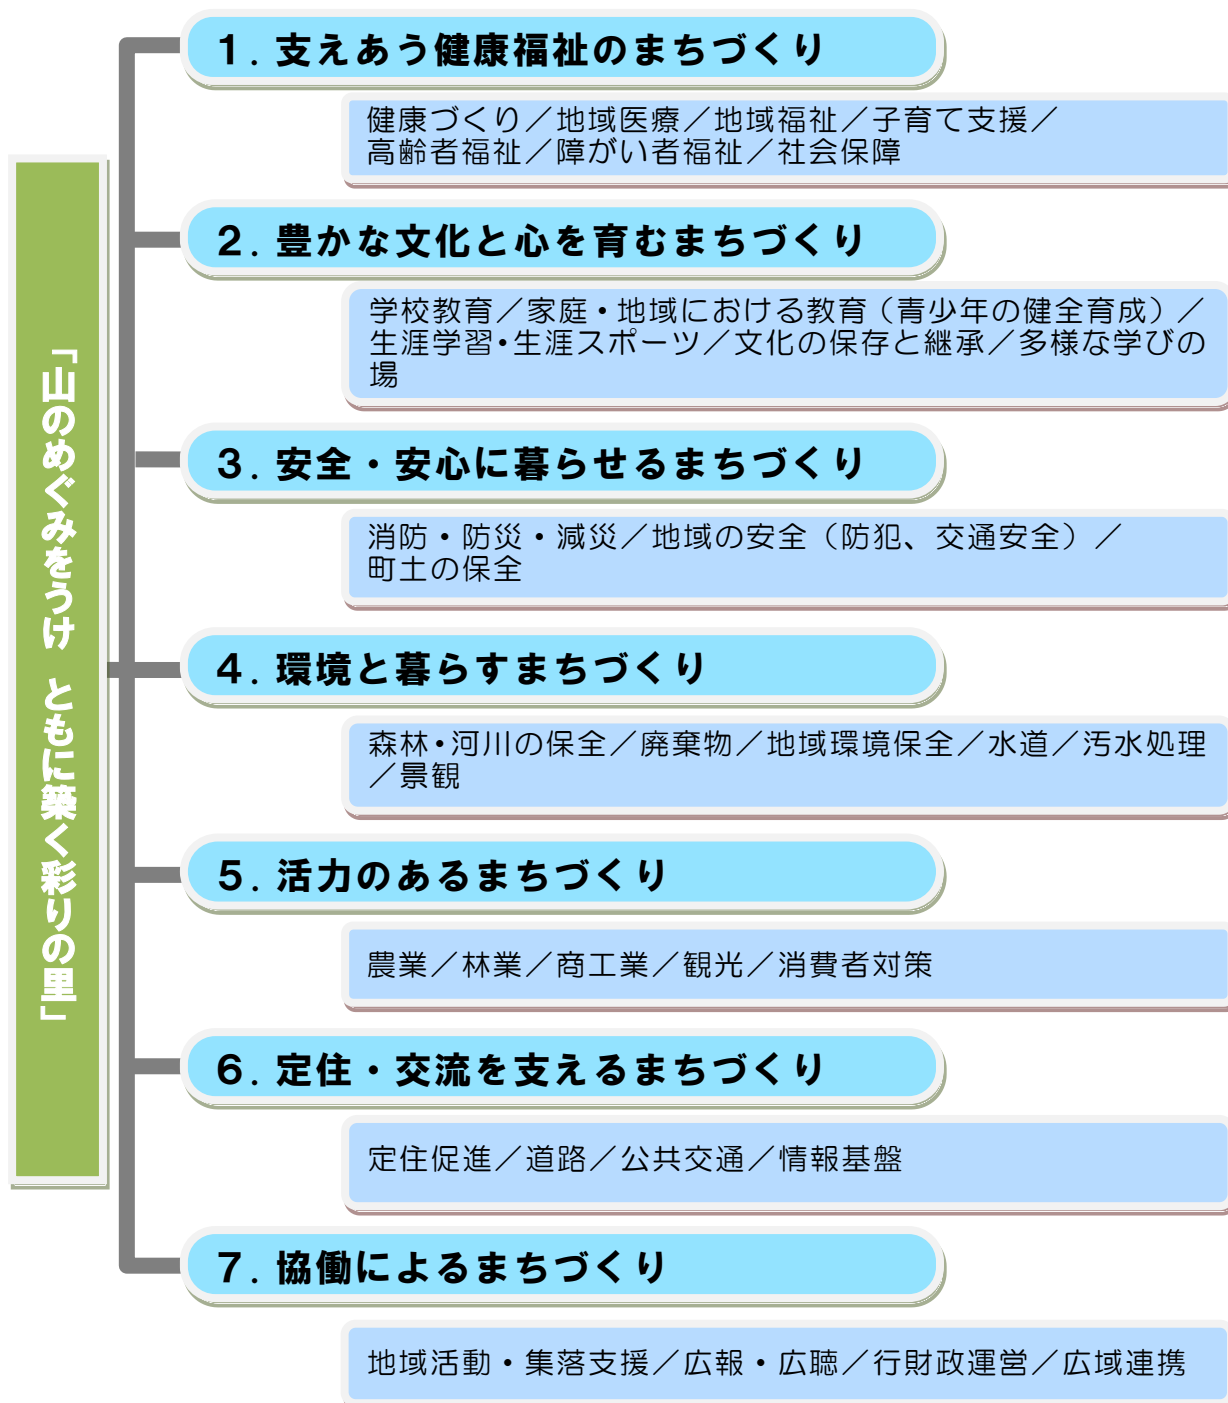 「山のめぐみをうけ　ともに築く彩りの里」
１．支えあう健康福祉のまちづくり
健康づくり／地域医療／地域福祉／子育て支援／
高齢者福祉／障がい者福祉／社会保障
２．豊かな文化と心を育むまちづくり
学校教育／家庭・地域における教育（青少年の健全育成）／
生涯学習・生涯スポーツ／文化の保存と継承／多様な学びの
場
３．安全・安心に暮らせるまちづくり
消防・防災・減災／地域の安全（防犯、交通安全）／
町土の保全
４．環境と暮らすまちづくり
森林・河川の保全／廃棄物／地域環境保全／水道／汚水処理
／景観
５．活力のあるまちづくり
農業／林業／商工業／観光／消費者対策
６．定住・交流を支えるまちづくり
定住促進／道路／公共交通／情報基盤
７．協働によるまちづくり
地域活動・集落支援／広報・広聴／行財政運営／広域連携